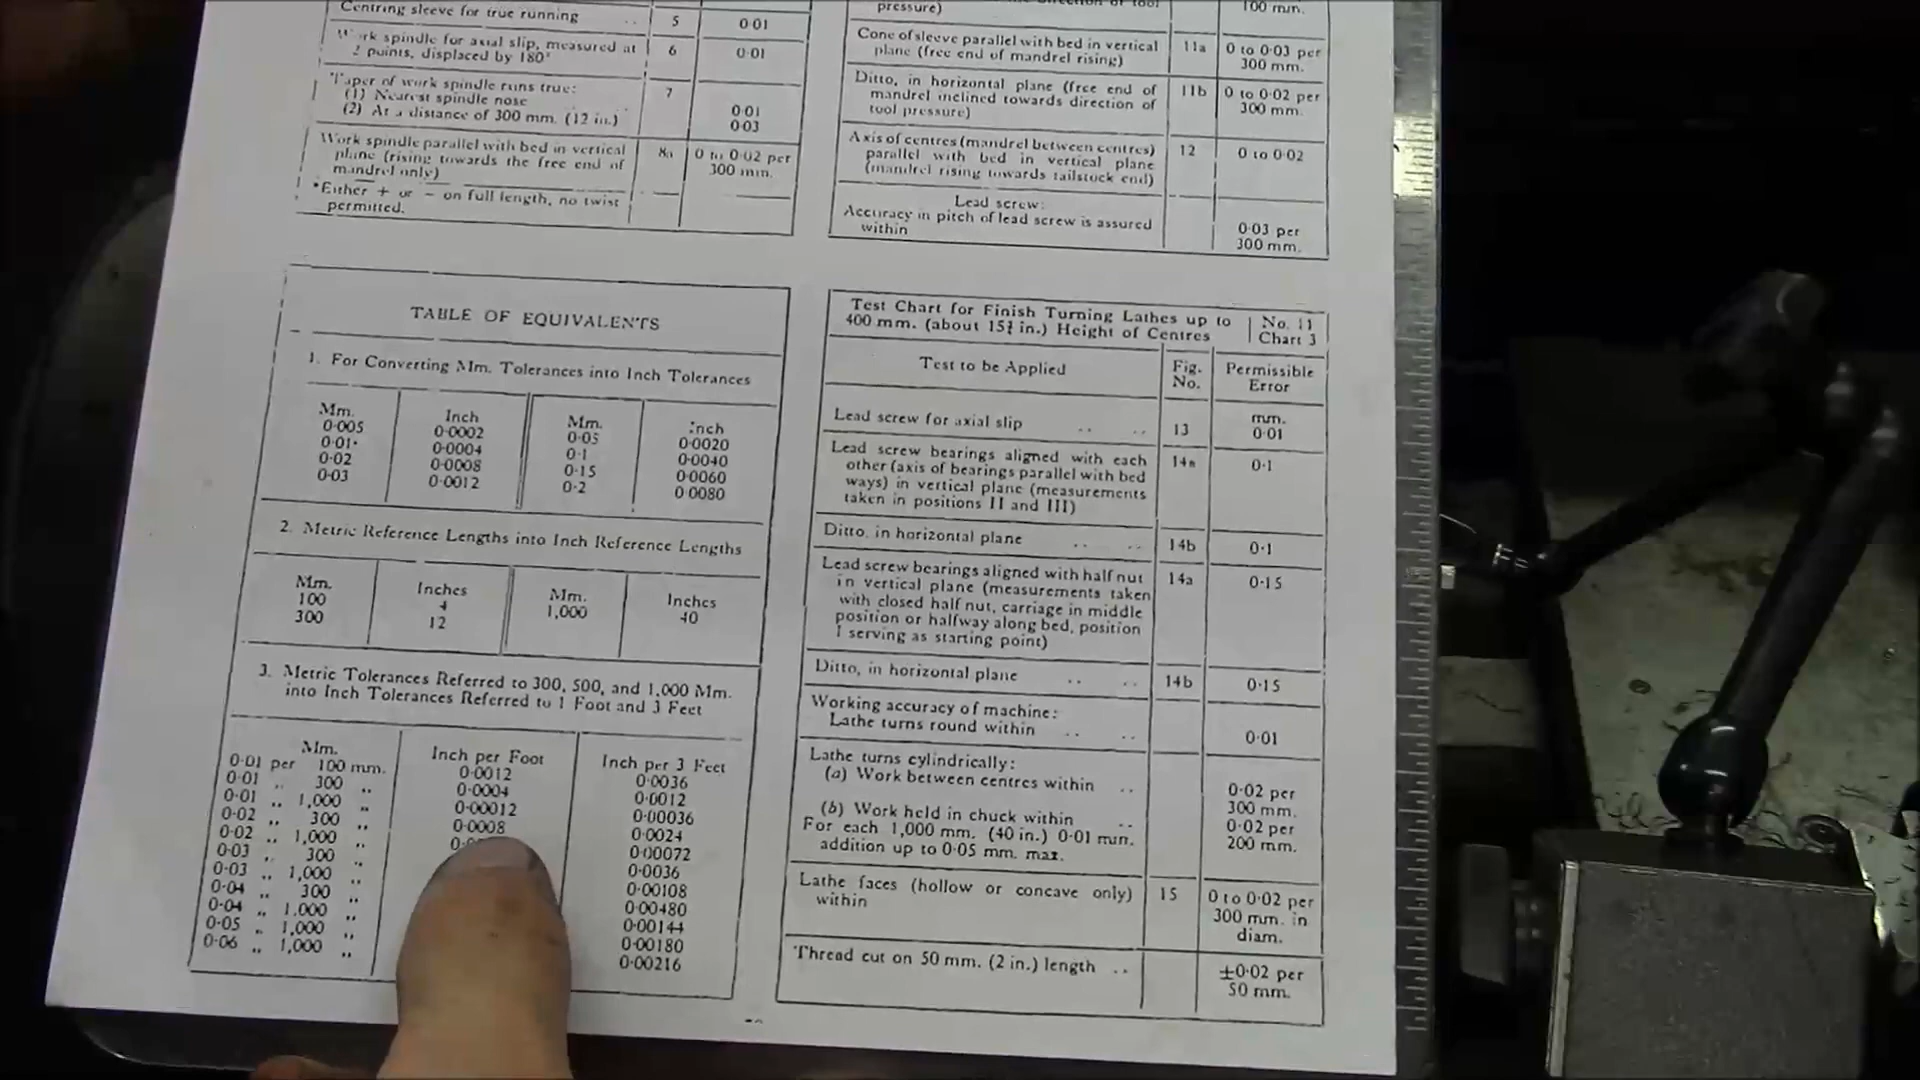 Centring sleeve for true running .. 5 0·01
Work spindle for axial slip, measured at 6 0·01
2 points, displaced by 180°
Taper of work spindle runs true: 7
(1) Nearest spindle nose 0·01
(2) At a distance of 300 mm. (12 in.) 0·03
Work spindle parallel with bed in vertical 8a 0 to 0·02 per
plane (rising towards the free end of 300 mm.
mandrel only)
*Either + or − on full length, no twist
permitted.
TABLE OF EQUIVALENTS
1. For Converting Mm. Tolerances into Inch Tolerances
Mm. Inch Mm. Inch
0·005 0·0002 0·05 0·0020
0·01 0·0004 0·1 0·0040
0·02 0·0008 0·15 0·0060
0·03 0·0012 0·2 0·0080
2. Metric Reference Lengths into Inch Reference Lengths
Mm. Inches Mm. Inches
100 4 1,000 40
300 12
3. Metric Tolerances Referred to 300, 500, and 1,000 Mm.
into Inch Tolerances Referred to 1 Foot and 3 Feet
Mm. Inch per Foot Inch per 3 Feet
0·01 per 100 mm. 0·0012 0·0036
0·01 ,, 300 ,, 0·0004 0·0012
0·01 ,, 1,000 ,, 0·00012 0·00036
0·02 ,, 300 ,, 0·0008 0·0024
0·02 ,, 1,000 ,, 0·00072
0·03 ,, 300 ,, 0·0036
0·03 ,, 1,000 ,, 0·00108
0·04 ,, 300 ,, 0·00480
0·04 ,, 1,000 ,, 0·00144
0·05 ,, 1,000 ,, 0·00180
0·06 ,, 1,000 ,, 0·00216
pressure) 100 mm.
Cone of sleeve parallel with bed in vertical 11a 0 to 0·03 per
plane (free end of mandrel rising) 300 mm.
Ditto, in horizontal plane (free end of 11b 0 to 0·02 per
mandrel inclined towards direction of 300 mm.
tool pressure)
Axis of centres (mandrel between centres) 12 0 to 0·02
parallel with bed in vertical plane
(mandrel rising towards tailstock end)
Lead screw:
Accuracy in pitch of lead screw is assured 0·03 per
within 300 mm.
Test Chart for Finish Turning Lathes up to No. 11
400 mm. (about 15¾ in.) Height of Centres Chart 3
Test to be Applied Fig. No. Permissible Error
mm.
Lead screw for axial slip .. .. 13 0·01
Lead screw bearings aligned with each 14a 0·1
other (axis of bearings parallel with bed
ways) in vertical plane (measurements
taken in positions II and III)
Ditto, in horizontal plane .. .. 14b 0·1
Lead screw bearings aligned with half nut 14a 0·15
in vertical plane (measurements taken
with closed half nut, carriage in middle
position or halfway along bed, position
I serving as starting point)
Ditto, in horizontal plane .. .. 14b 0·15
Working accuracy of machine:
Lathe turns round within .. .. 0·01
Lathe turns cylindrically:
(a) Work between centres within .. 0·02 per
300 mm.
(b) Work held in chuck within .. 0·02 per
For each 1,000 mm. (40 in.) 0·01 mm. 200 mm.
addition up to 0·05 mm. max.
Lathe faces (hollow or concave only) 15 0 to 0·02 per
within 300 mm. in
diam.
Thread cut on 50 mm. (2 in.) length .. ±0·02 per
50 mm.